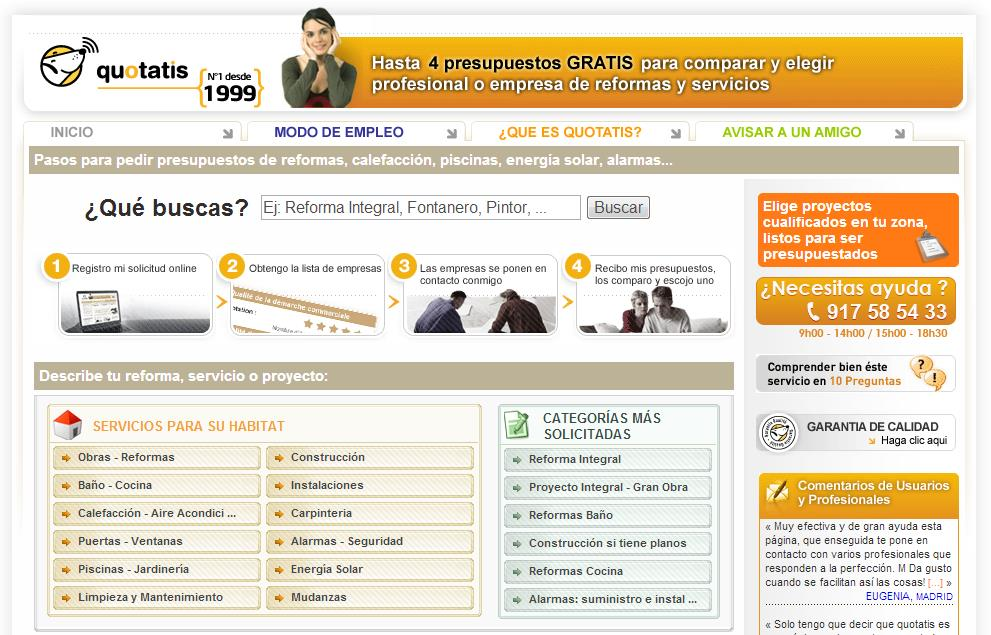 quotatis
Nº1 desde
1999
Hasta 4 presupuestos GRATIS para comparar y elegir
profesional o empresa de reformas y servicios
INICIO
MODO DE EMPLEO
¿QUE ES QUOTATIS?
AVISAR A UN AMIGO
Pasos para pedir presupuestos de reformas, calefacción, piscinas, energía solar, alarmas...
¿Qué buscas?
Ej: Reforma Integral, Fontanero, Pintor, ...
Buscar
1 Registro mi solicitud online
2 Obtengo la lista de empresas
ualité de la démarche commerciale
3 Las empresas se ponen en
contacto conmigo
4 Recibo mis presupuestos,
los comparo y escojo uno
Describe tu reforma, servicio o proyecto:
SERVICIOS PARA SU HABITAT
Obras - Reformas
Construcción
Baño - Cocina
Instalaciones
Calefacción - Aire Acondici ...
Carpinteria
Puertas - Ventanas
Alarmas - Seguridad
Piscinas - Jardinería
Energía Solar
Limpieza y Mantenimiento
Mudanzas
CATEGORÍAS MÁS
SOLICITADAS
Reforma Integral
Proyecto Integral - Gran Obra
Reformas Baño
Construcción si tiene planos
Reformas Cocina
Alarmas: suministro e instal ...
Elige proyectos
cualificados en tu zona,
listos para ser
presupuestados
¿Necesitas ayuda ?
917 58 54 33
9h00 - 14h00 / 15h00 - 18h30
Comprender bien éste
servicio en 10 Preguntas
GARANTIA DE CALIDAD
Haga clic aqui
Comentarios de Usuarios
y Profesionales
« Muy efectiva y de gran ayuda esta
página, que enseguida te pone en
contacto con varios profesionales que
responden a la perfección. M Da gusto
cuando se facilitan así las cosas! [...] »
EUGENIA, MADRID
« Solo tengo que decir que quotatis es